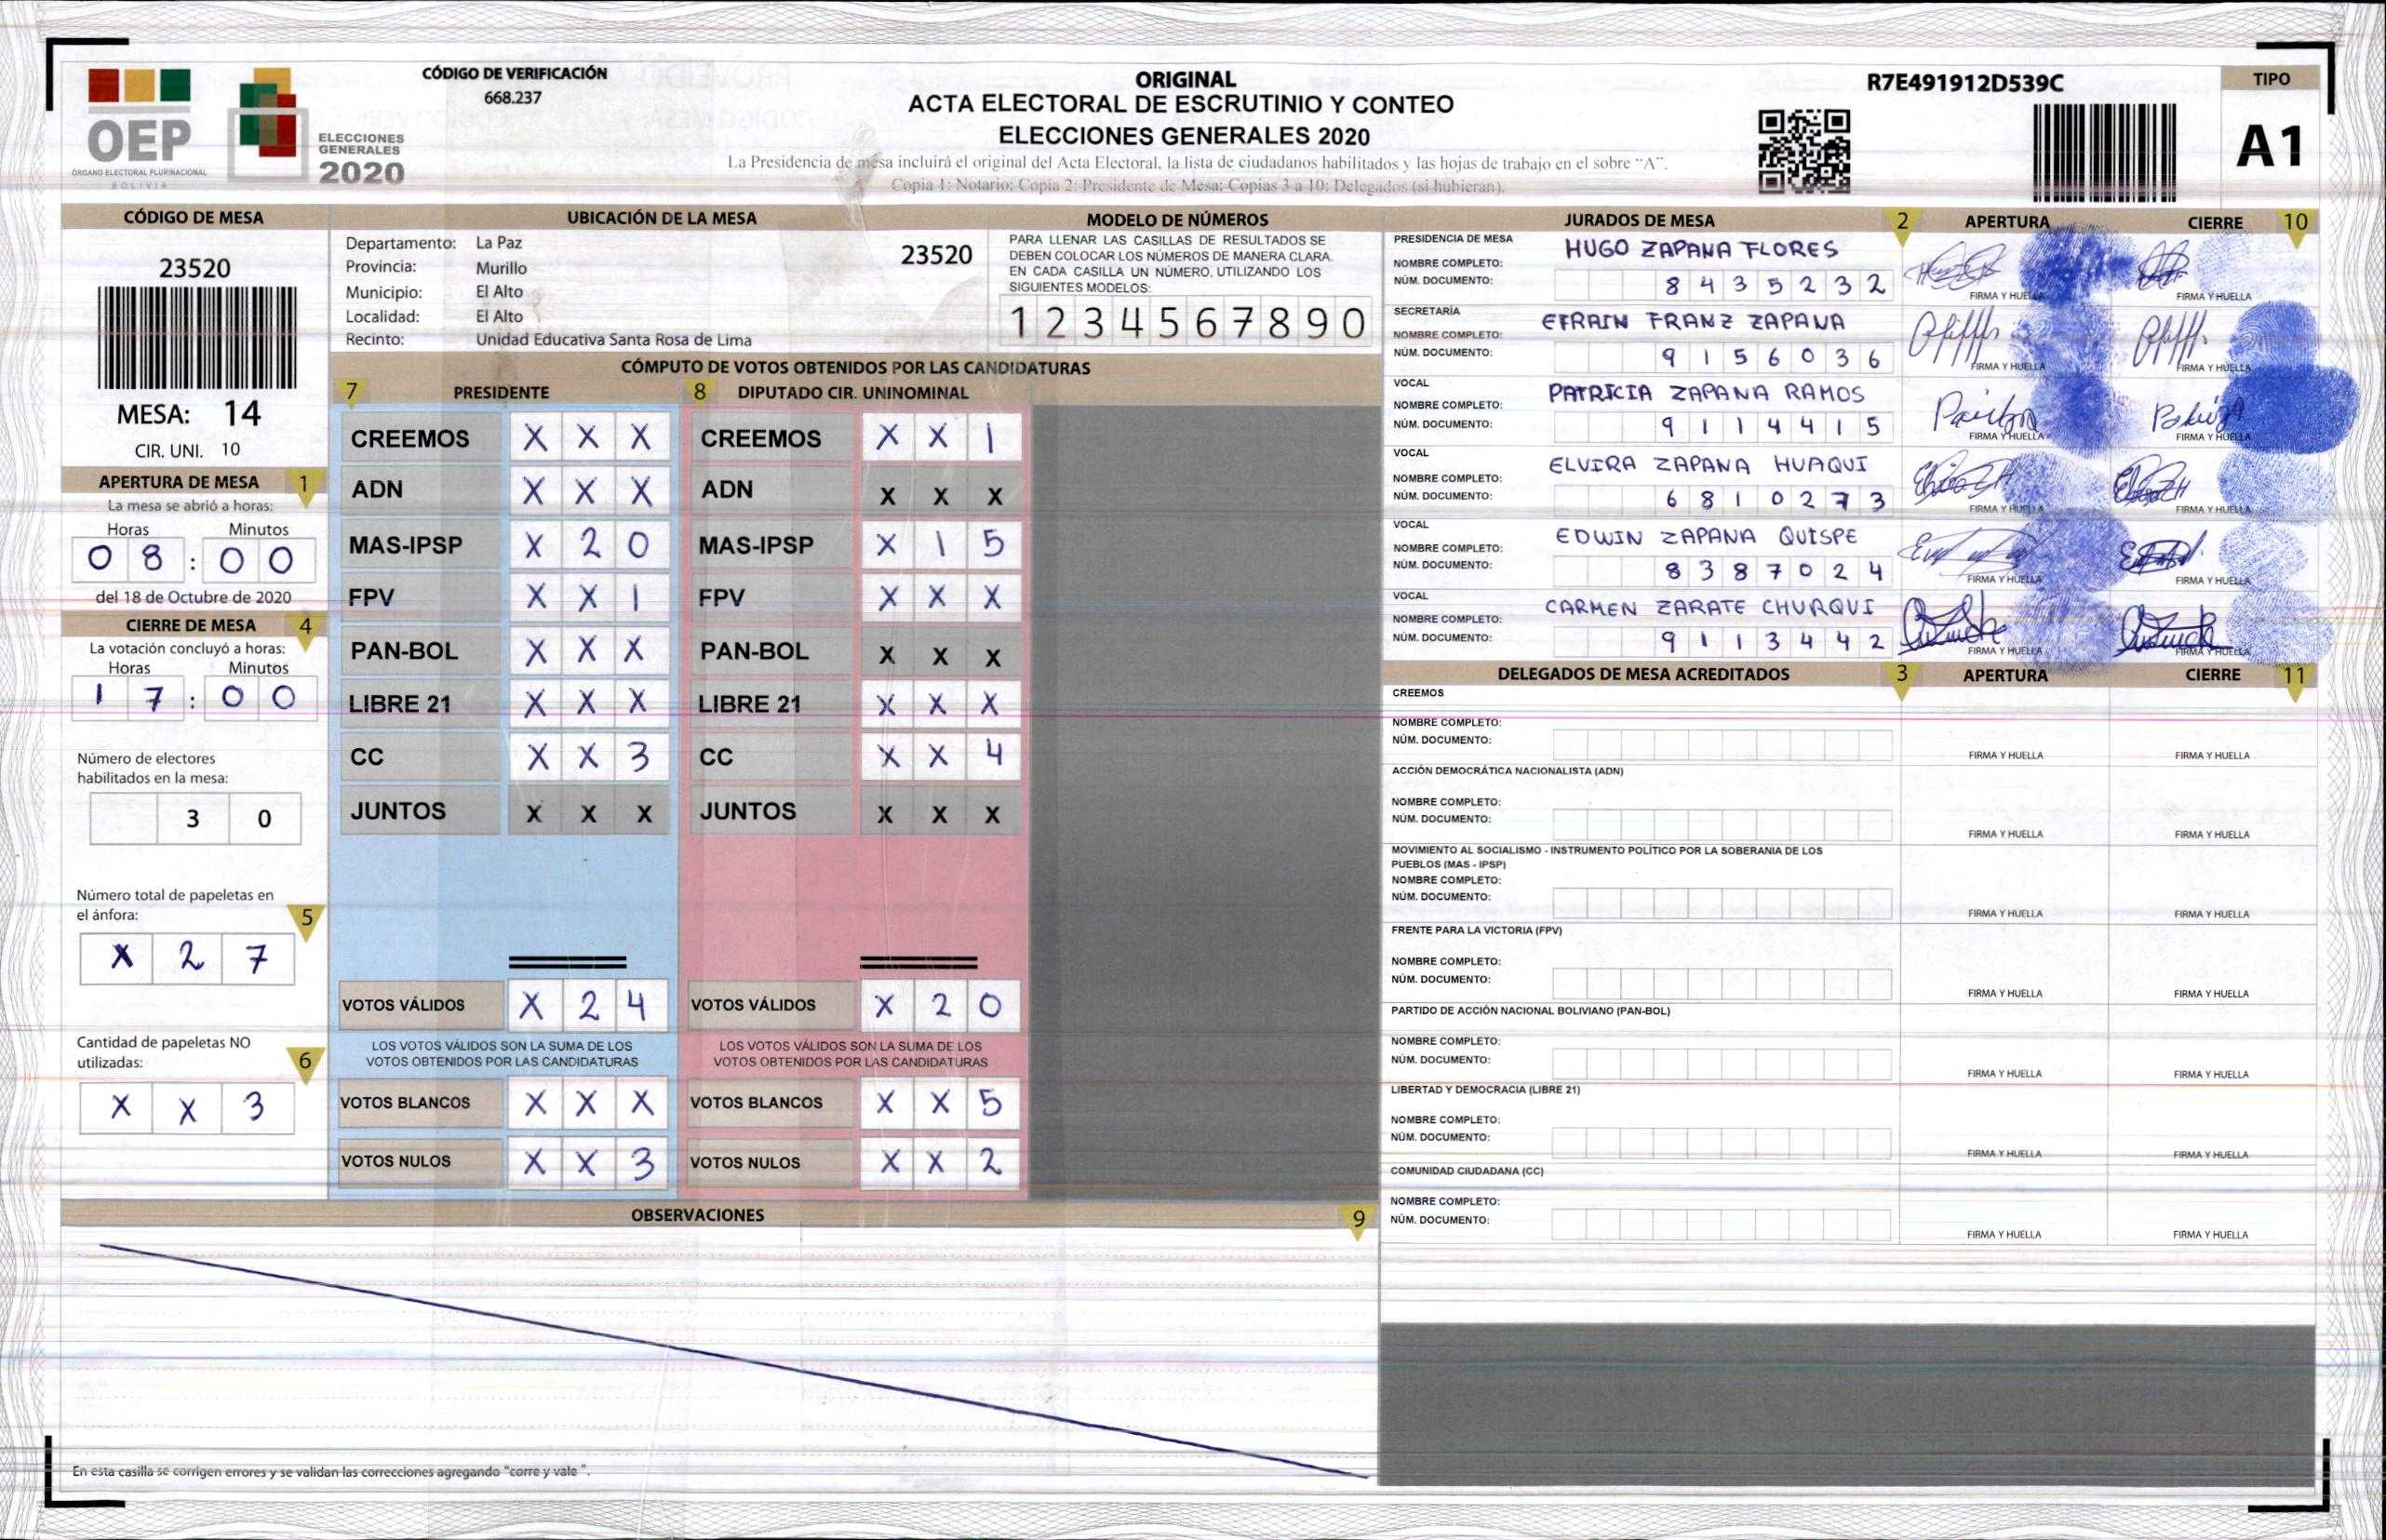 OEP
ÓRGANO ELECTORAL PLURINACIONAL
BOLIVIA
ELECCIONES
GENERALES
2020
CÓDIGO DE VERIFICACIÓN
668.237
ORIGINAL
ACTA ELECTORAL DE ESCRUTINIO Y CONTEO
ELECCIONES GENERALES 2020
La Presidencia de mesa incluirá el original del Acta Electoral, la lista de ciudadanos habilitados y las hojas de trabajo en el sobre “A”.
Copia 1: Notario; Copia 2: Presidente de Mesa; Copias 3 a 10: Delegados (si hubieran).
R7E491912D539C
TIPO
A1
CÓDIGO DE MESA
23520
MESA: 14
CIR. UNI. 10
APERTURA DE MESA 1
La mesa se abrió a horas:
Horas Minutos
0 8 : 0 0
del 18 de Octubre de 2020
CIERRE DE MESA 4
La votación concluyó a horas:
Horas Minutos
1 7 : 0 0
Número de electores
habilitados en la mesa:
3 0
Número total de papeletas en
el ánfora: 5
X 2 7
Cantidad de papeletas NO
utilizadas: 6
X X 3
UBICACIÓN DE LA MESA
Departamento: La Paz 23520
Provincia: Murillo
Municipio: El Alto
Localidad: El Alto
Recinto: Unidad Educativa Santa Rosa de Lima
MODELO DE NÚMEROS
PARA LLENAR LAS CASILLAS DE RESULTADOS SE
DEBEN COLOCAR LOS NÚMEROS DE MANERA CLARA.
EN CADA CASILLA UN NÚMERO, UTILIZANDO LOS
SIGUIENTES MODELOS:
1 2 3 4 5 6 7 8 9 0
CÓMPUTO DE VOTOS OBTENIDOS POR LAS CANDIDATURAS
7 PRESIDENTE 8 DIPUTADO CIR. UNINOMINAL
CREEMOS X X X CREEMOS X X 1
ADN X X X ADN X X X
MAS-IPSP X 2 0 MAS-IPSP X 1 5
FPV X X 1 FPV X X X
PAN-BOL X X X PAN-BOL X X X
LIBRE 21 X X X LIBRE 21 X X X
CC X X 3 CC X X 4
JUNTOS X X X JUNTOS X X X
VOTOS VÁLIDOS X 2 4 VOTOS VÁLIDOS X 2 0
LOS VOTOS VÁLIDOS SON LA SUMA DE LOS LOS VOTOS VÁLIDOS SON LA SUMA DE LOS
VOTOS OBTENIDOS POR LAS CANDIDATURAS VOTOS OBTENIDOS POR LAS CANDIDATURAS
VOTOS BLANCOS X X X VOTOS BLANCOS X X 5
VOTOS NULOS X X 3 VOTOS NULOS X X 2
OBSERVACIONES 9
En esta casilla se corrigen errores y se validan las correcciones agregando "corre y vale ".
JURADOS DE MESA 2 APERTURA CIERRE 10
PRESIDENCIA DE MESA
NOMBRE COMPLETO: HUGO ZAPANA FLORES
NÚM. DOCUMENTO: 8 4 3 5 2 3 2
FIRMA Y HUELLA FIRMA Y HUELLA
SECRETARÍA
NOMBRE COMPLETO: EFRAIN FRANZ ZAPANA
NÚM. DOCUMENTO: 9 1 5 6 0 3 6
FIRMA Y HUELLA FIRMA Y HUELLA
VOCAL
NOMBRE COMPLETO: PATRICIA ZAPANA RAMOS
NÚM. DOCUMENTO: 9 1 1 4 4 1 5
FIRMA Y HUELLA FIRMA Y HUELLA
VOCAL
NOMBRE COMPLETO: ELVIRA ZAPANA HUAQUI
NÚM. DOCUMENTO: 6 8 1 0 2 7 3
FIRMA Y HUELLA FIRMA Y HUELLA
VOCAL
NOMBRE COMPLETO: EDWIN ZAPANA QUISPE
NÚM. DOCUMENTO: 8 3 8 7 0 2 4
FIRMA Y HUELLA FIRMA Y HUELLA
VOCAL
NOMBRE COMPLETO: CARMEN ZARATE CHURQUI
NÚM. DOCUMENTO: 9 1 1 3 4 4 2
FIRMA Y HUELLA FIRMA Y HUELLA
DELEGADOS DE MESA ACREDITADOS 3 APERTURA CIERRE 11
CREEMOS
NOMBRE COMPLETO:
NÚM. DOCUMENTO:
FIRMA Y HUELLA FIRMA Y HUELLA
ACCIÓN DEMOCRÁTICA NACIONALISTA (ADN)
NOMBRE COMPLETO:
NÚM. DOCUMENTO:
FIRMA Y HUELLA FIRMA Y HUELLA
MOVIMIENTO AL SOCIALISMO - INSTRUMENTO POLÍTICO POR LA SOBERANIA DE LOS
PUEBLOS (MAS - IPSP)
NOMBRE COMPLETO:
NÚM. DOCUMENTO:
FIRMA Y HUELLA FIRMA Y HUELLA
FRENTE PARA LA VICTORIA (FPV)
NOMBRE COMPLETO:
NÚM. DOCUMENTO:
FIRMA Y HUELLA FIRMA Y HUELLA
PARTIDO DE ACCIÓN NACIONAL BOLIVIANO (PAN-BOL)
NOMBRE COMPLETO:
NÚM. DOCUMENTO:
FIRMA Y HUELLA FIRMA Y HUELLA
LIBERTAD Y DEMOCRACIA (LIBRE 21)
NOMBRE COMPLETO:
NÚM. DOCUMENTO:
FIRMA Y HUELLA FIRMA Y HUELLA
COMUNIDAD CIUDADANA (CC)
NOMBRE COMPLETO:
NÚM. DOCUMENTO:
FIRMA Y HUELLA FIRMA Y HUELLA